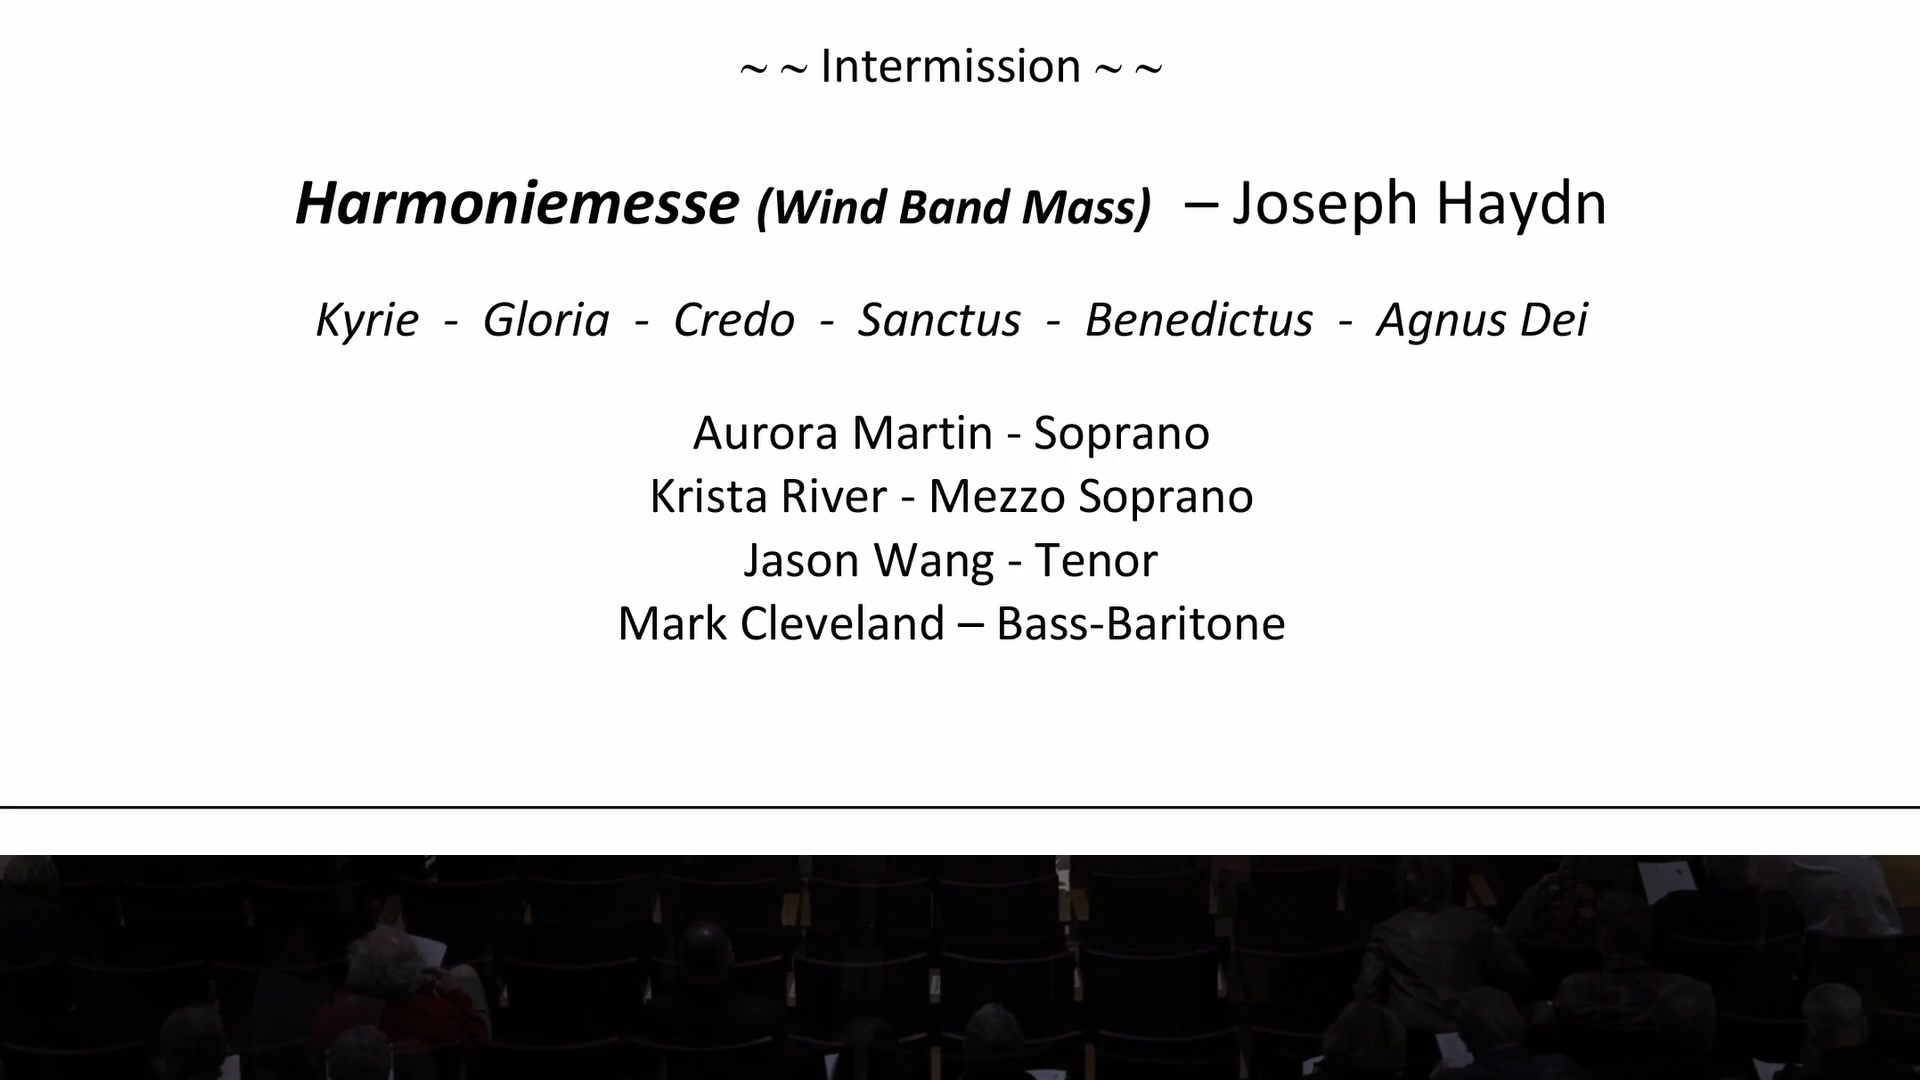 ~ ~ Intermission ~ ~
Harmoniemesse (Wind Band Mass) – Joseph Haydn
Kyrie - Gloria - Credo - Sanctus - Benedictus - Agnus Dei
Aurora Martin - Soprano
Krista River - Mezzo Soprano
Jason Wang - Tenor
Mark Cleveland – Bass-Baritone